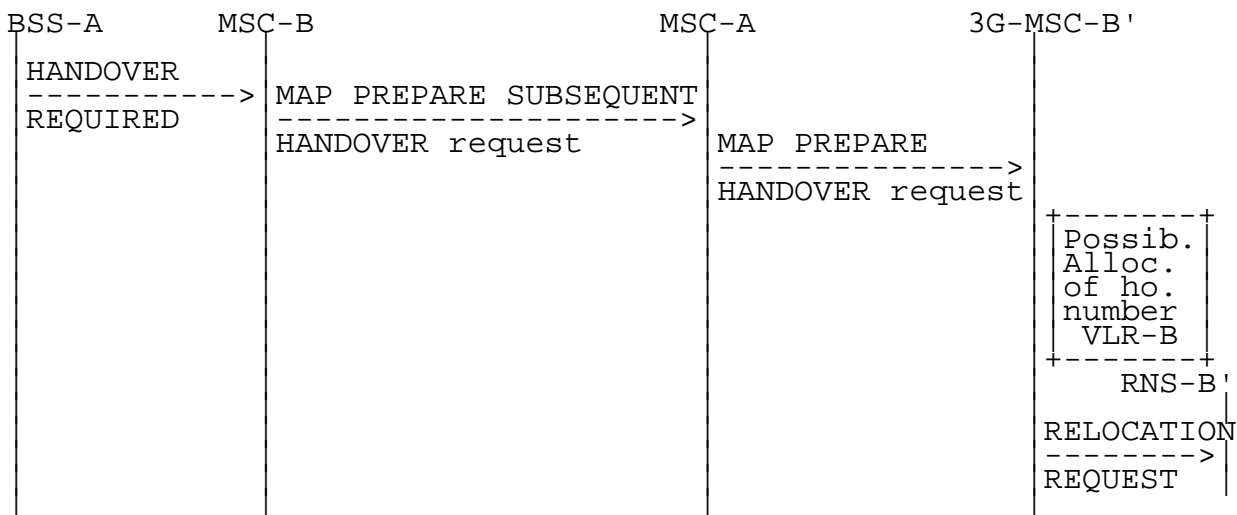 BSS-A MSC-B MSC-A 3G-MSC-B'
HANDOVER
REQUIRED
MAP PREPARE SUBSEQUENT
HANDOVER request
MAP PREPARE
HANDOVER request
Possib.
Alloc.
of ho.
number
VLR-B
RNS-B'
RELOCATION
REQUEST